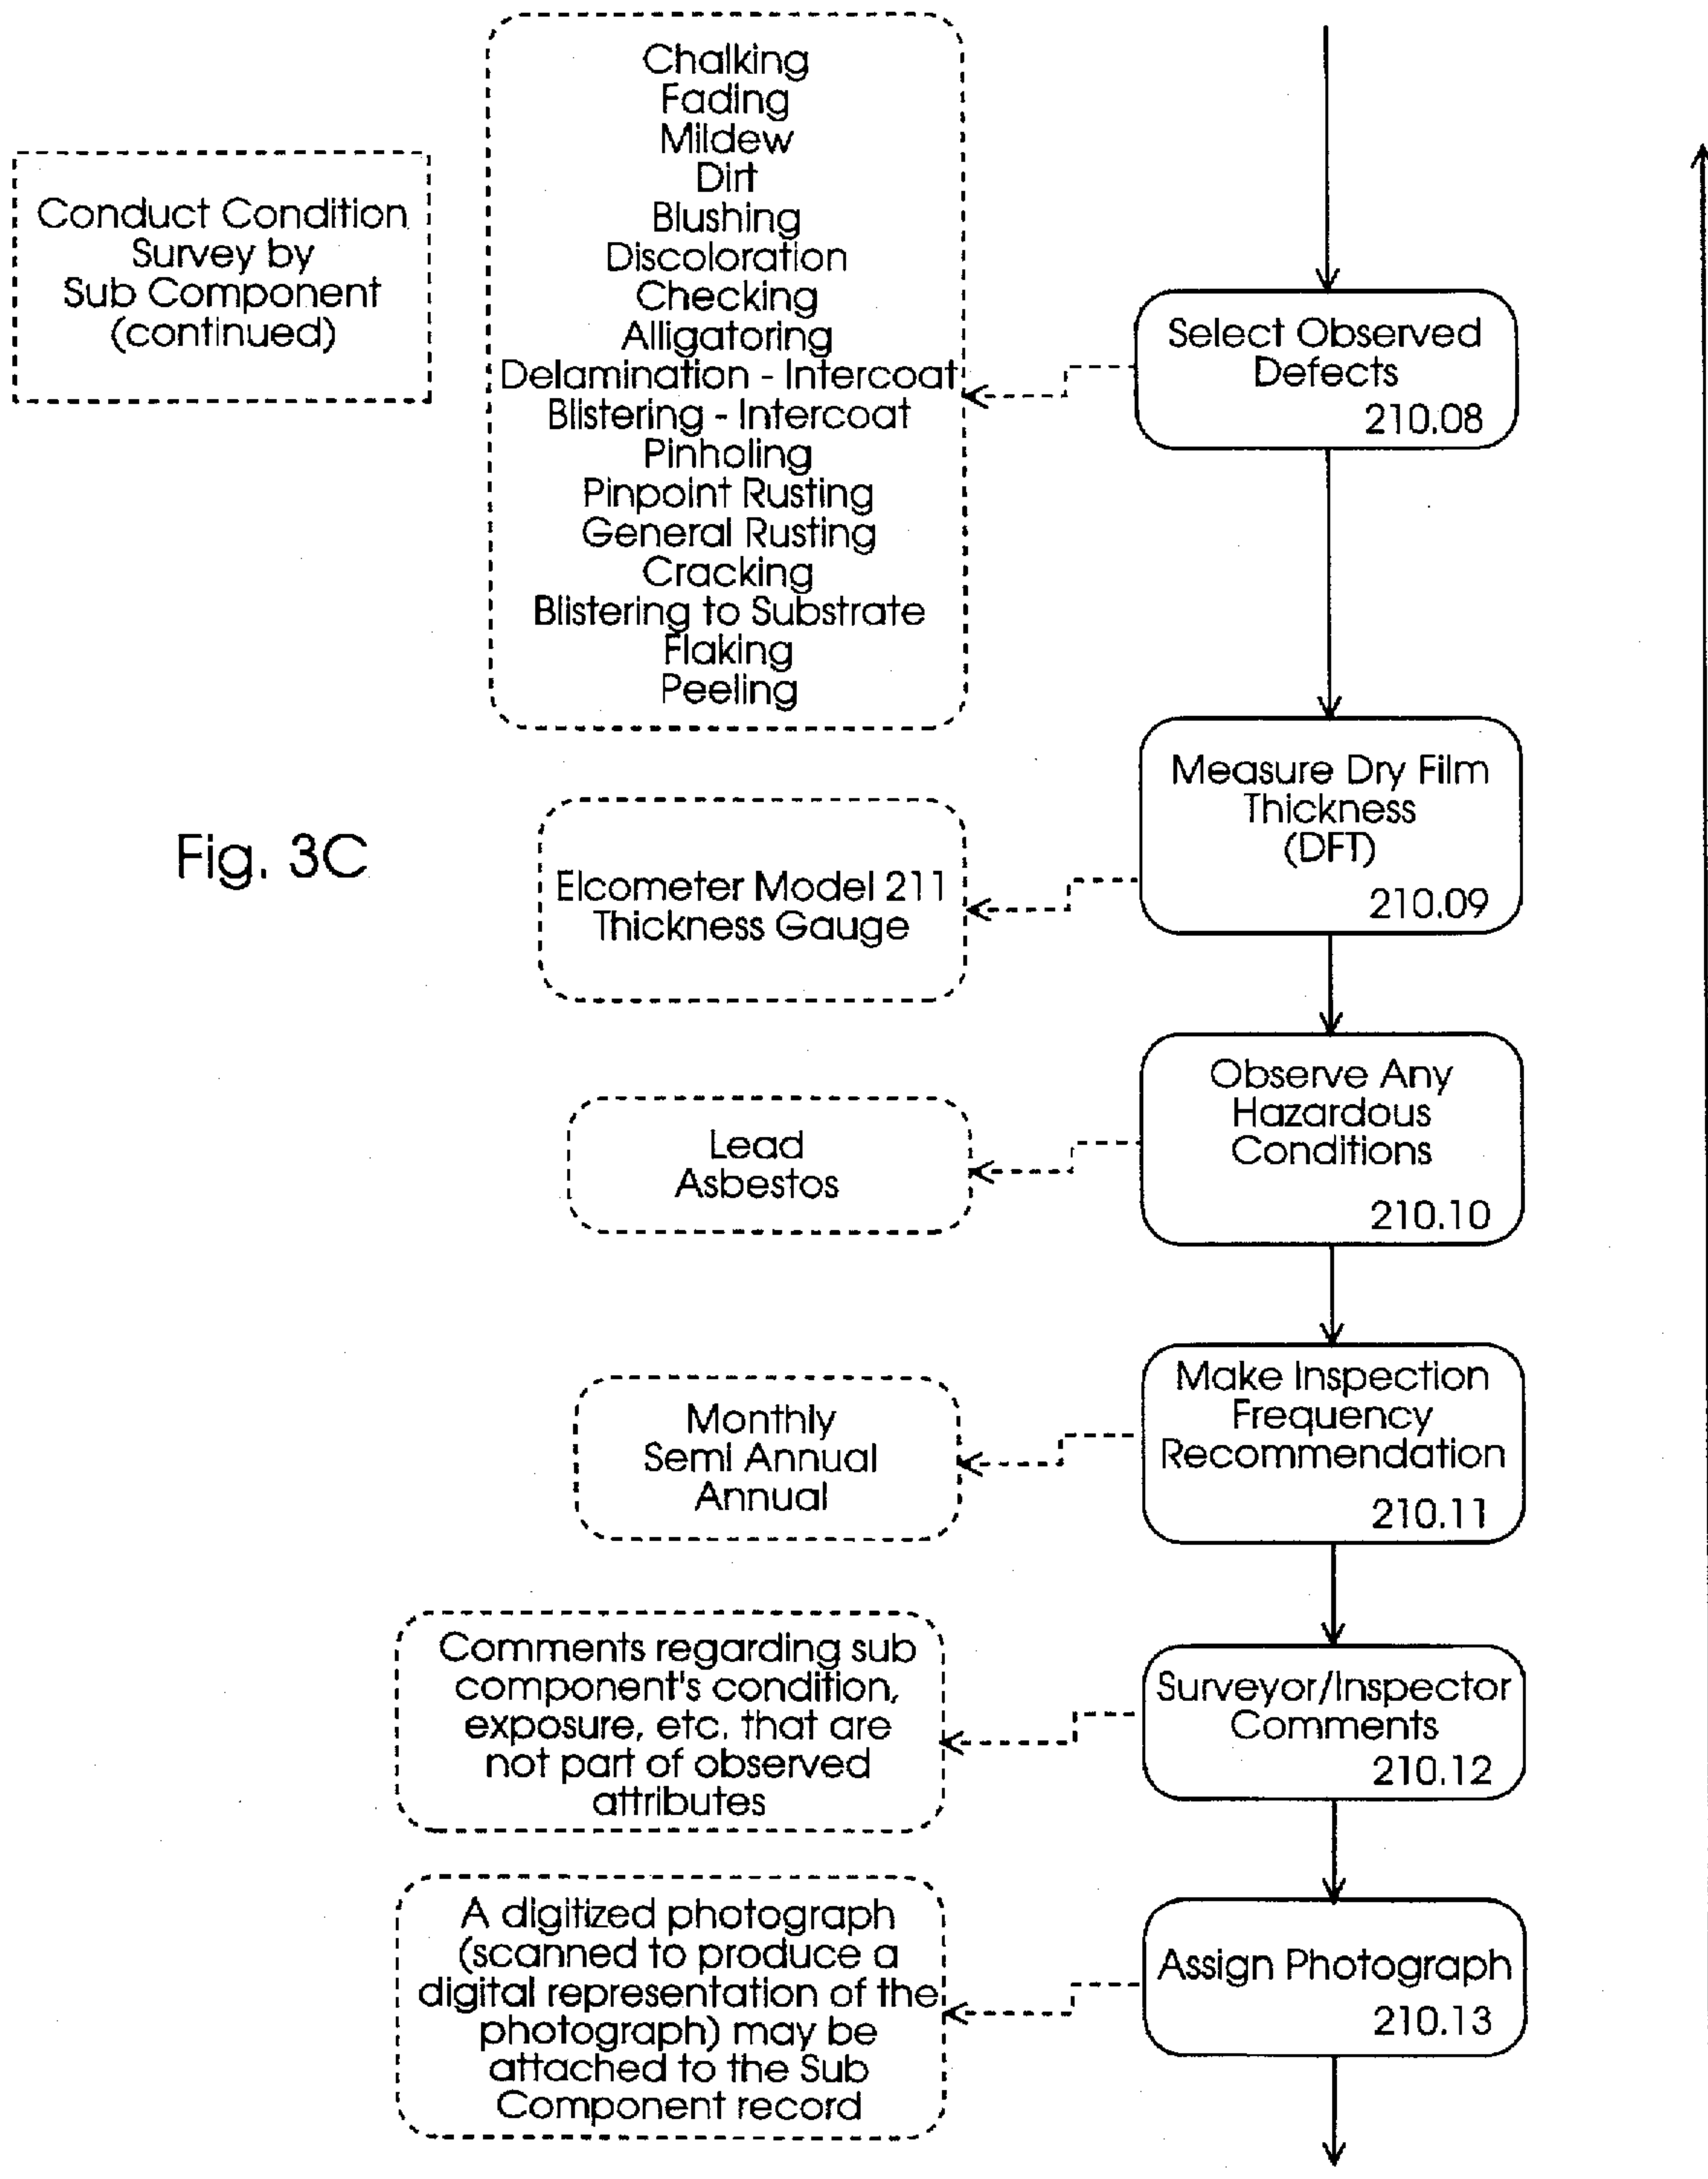 Chalking
Fading
Mildew
Dirt
Blushing
Discoloration
Checking
Alligatoring
Delamination - Intercoat
Blistering - Intercoat
Pinholing
Pinpoint Rusting
General Rusting
Cracking
Blistering to Substrate
Flaking
Peeling
Conduct Condition
Survey by
Sub Component
(continued)
Select Observed
Defects
210.08
Measure Dry Film
Thickness
(DFT)
210.09
Fig. 3C
Elcometer Model 211
Thickness Gauge
Observe Any
Hazardous
Conditions
210.10
Lead
Asbestos
Make Inspection
Frequency
Recommendation
210.11
Monthly
Semi Annual
Annual
Surveyor/Inspector
Comments
210.12
Comments regarding sub
component's condition,
exposure, etc. that are
not part of observed
attributes
Assign Photograph
210.13
A digitized photograph
(scanned to produce a
digital representation of the
photograph) may be
attached to the Sub
Component record